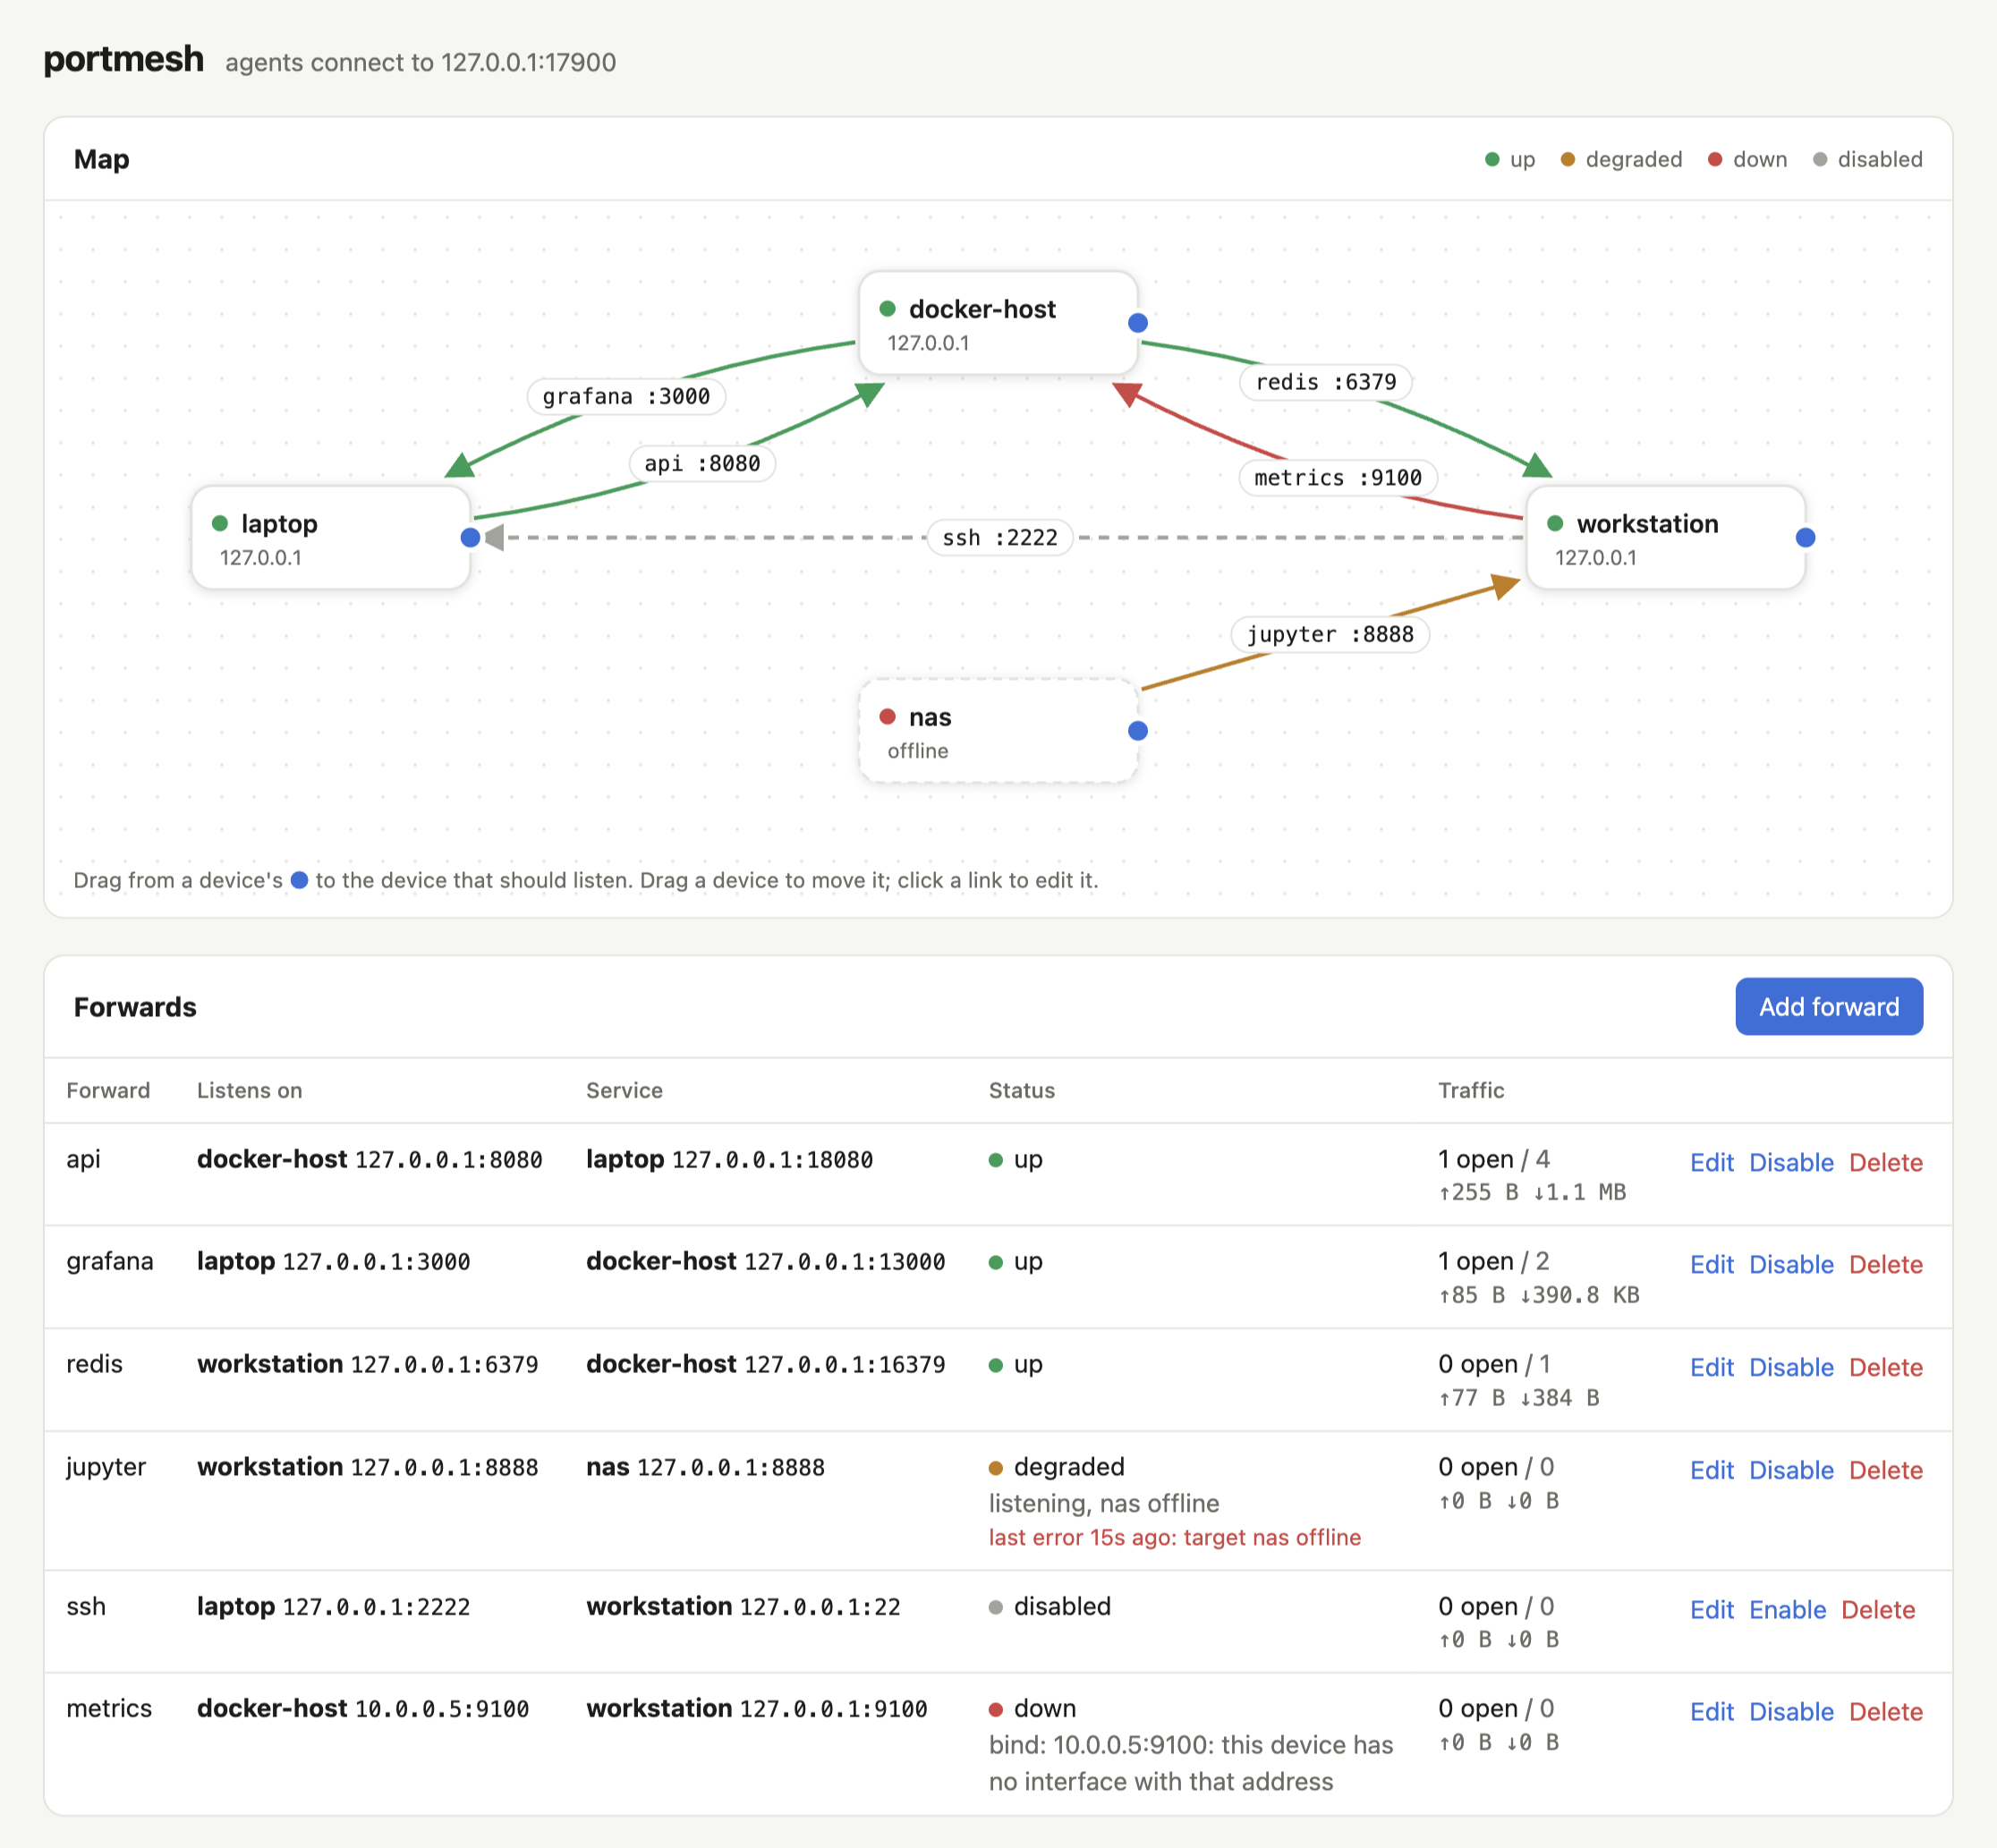 portmesh agents connect to 127.0.0.1:17900
Map
up degraded down disabled
docker-host
127.0.0.1
redis :6379
grafana :3000
api :8080
metrics :9100
laptop
127.0.0.1
ssh :2222
workstation
127.0.0.1
jupyter :8888
nas
offline
Drag from a device's to the device that should listen. Drag a device to move it; click a link to edit it.
Forwards
Add forward
Forward Listens on Service Status Traffic
api docker-host 127.0.0.1:8080 laptop 127.0.0.1:18080 up 1 open / 4 Edit Disable Delete
↑255 B ↓1.1 MB
grafana laptop 127.0.0.1:3000 docker-host 127.0.0.1:13000 up 1 open / 2 Edit Disable Delete
↑85 B ↓390.8 KB
redis workstation 127.0.0.1:6379 docker-host 127.0.0.1:16379 up 0 open / 1 Edit Disable Delete
↑77 B ↓384 B
jupyter workstation 127.0.0.1:8888 nas 127.0.0.1:8888 degraded 0 open / 0 Edit Disable Delete
listening, nas offline ↑0 B ↓0 B
last error 15s ago: target nas offline
ssh laptop 127.0.0.1:2222 workstation 127.0.0.1:22 disabled 0 open / 0 Edit Enable Delete
↑0 B ↓0 B
metrics docker-host 10.0.0.5:9100 workstation 127.0.0.1:9100 down 0 open / 0 Edit Disable Delete
bind: 10.0.0.5:9100: this device has ↑0 B ↓0 B
no interface with that address